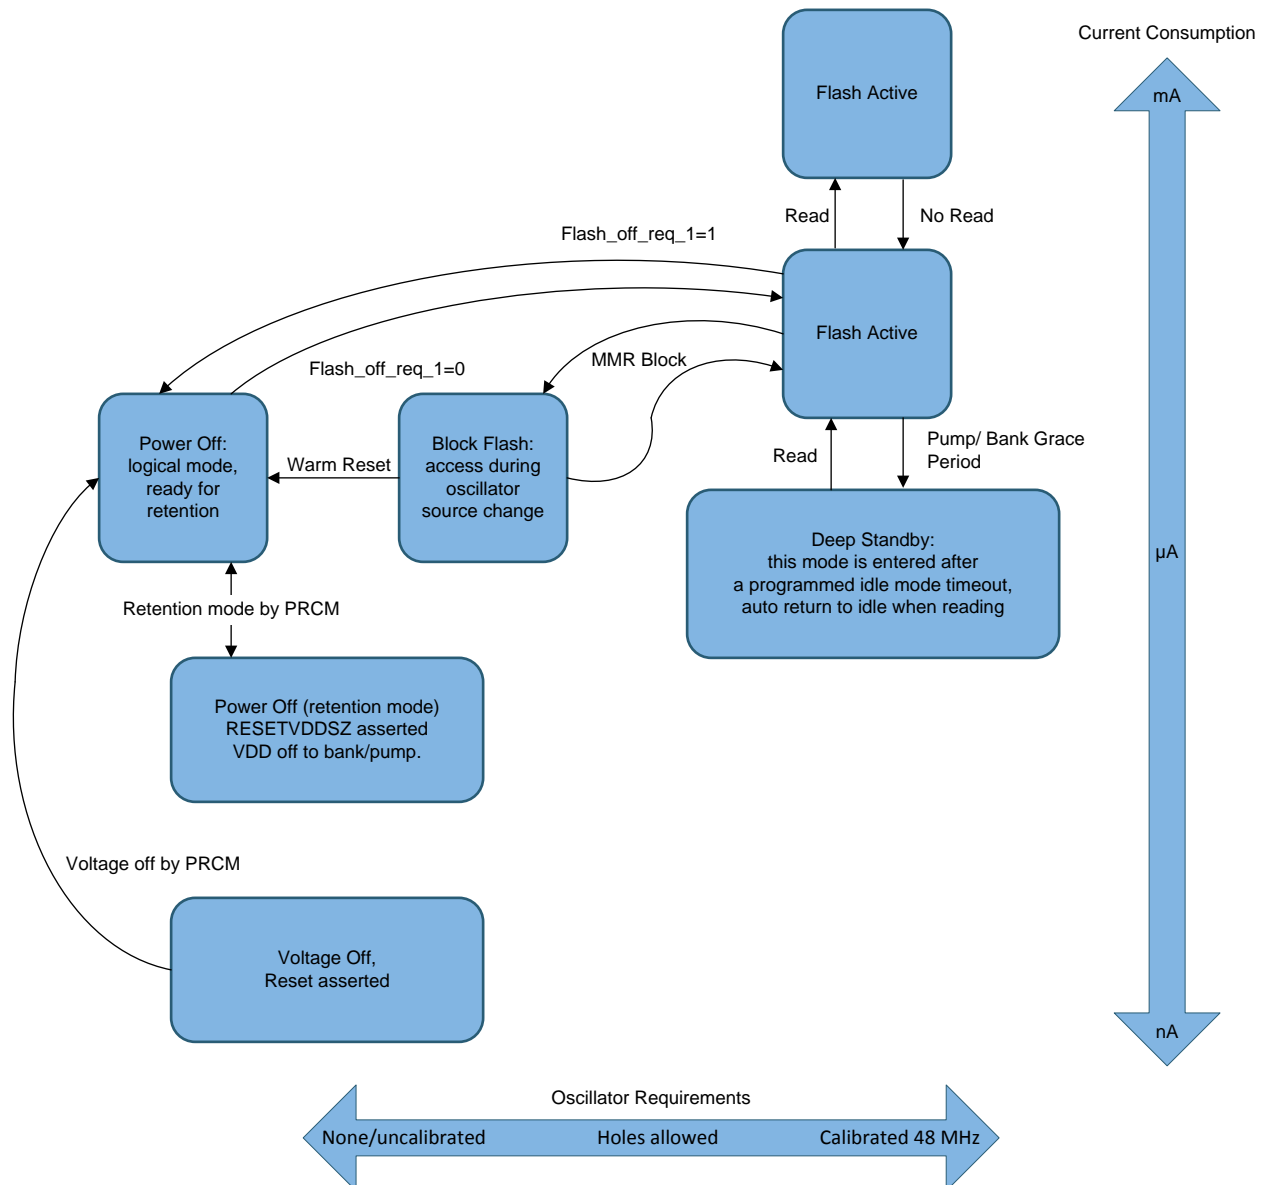 Current Consumption
mA
Flash Active
Read
No Read
Flash_off_req_1=1
Flash Active
MMR Block
Flash_off_req_1=0
Power Off:
logical mode,
ready for
retention
Warm Reset
Block Flash:
access during
oscillator
source change
Read
Pump/ Bank Grace
Period
Deep Standby:
this mode is entered after
a programmed idle mode timeout,
auto return to idle when reading
µA
Retention mode by PRCM
Power Off (retention mode)
RESETVDDSZ asserted
VDD off to bank/pump.
Voltage off by PRCM
Voltage Off,
Reset asserted
nA
Oscillator Requirements
None/uncalibrated
Holes allowed
Calibrated 48 MHz